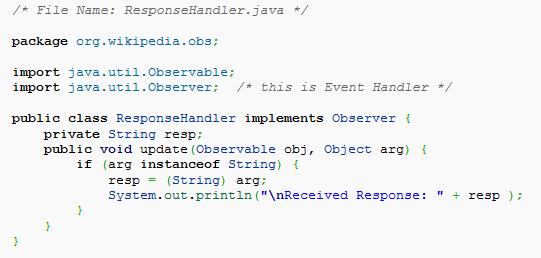 /* File Name: ResponseHandler.java */
package org.wikipedia.obs;
import java.util.Observable;
import java.util.Observer;  /* this is Event Handler */
public class ResponseHandler implements Observer {
    private String resp;
    public void update(Observable obj, Object arg) {
        if (arg instanceof String) {
            resp = (String) arg;
            System.out.println("\nReceived Response: " + resp );
        }
    }
}